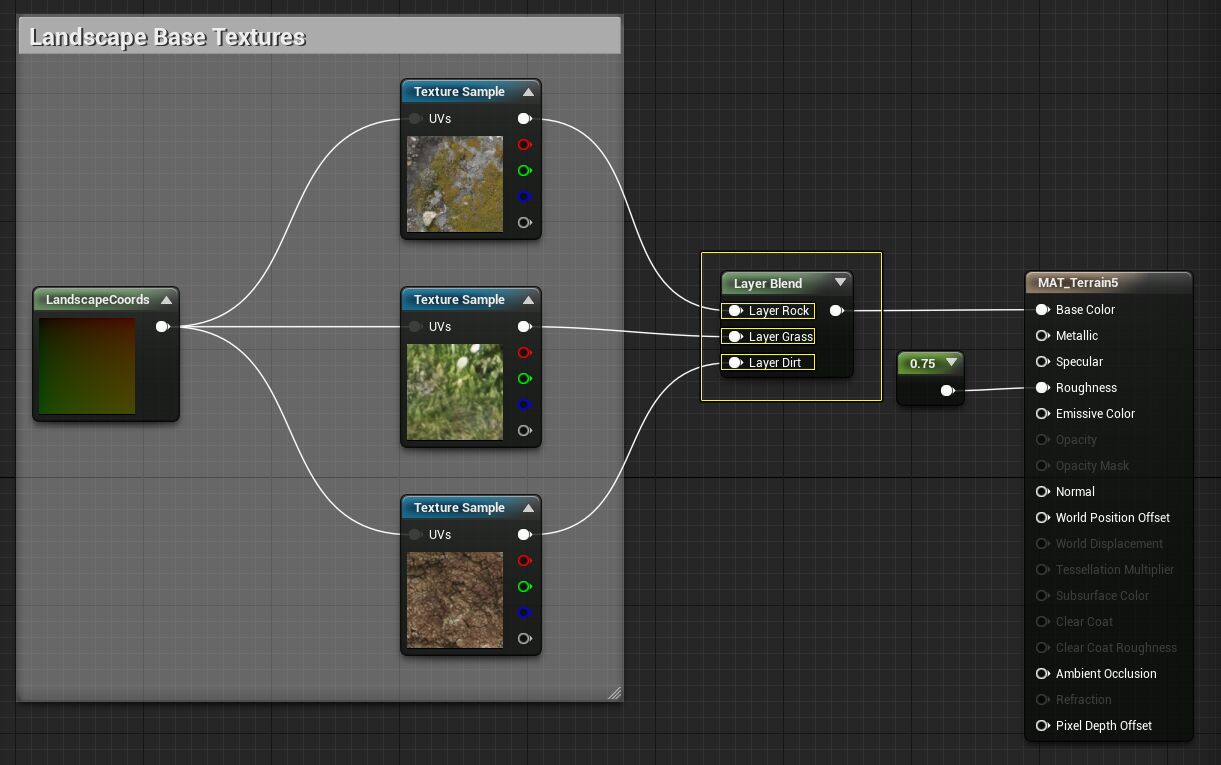 Landscape Base Textures
LandscapeCoords
Texture Sample
UVs
Texture Sample
UVs
Texture Sample
UVs
Layer Blend
Layer Rock
Layer Grass
Layer Dirt
0.75
MAT_Terrain5
Base Color
Metallic
Specular
Roughness
Emissive Color
Opacity
Opacity Mask
Normal
World Position Offset
World Displacement
Tessellation Multiplier
Subsurface Color
Clear Coat
Clear Coat Roughness
Ambient Occlusion
Refraction
Pixel Depth Offset